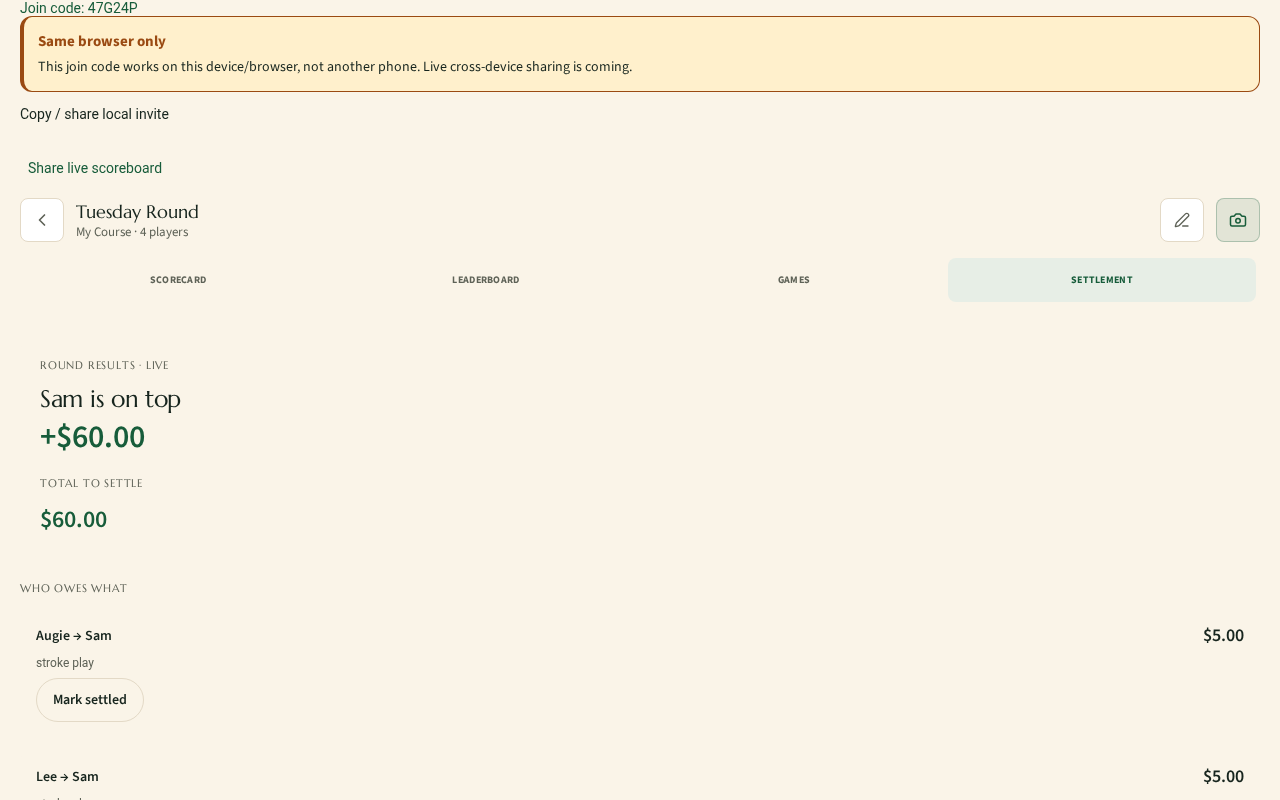 Join code: 47G24P
Same browser only
This join code works on this device/browser, not another phone. Live cross-device sharing is coming.
Copy / share local invite
Share live scoreboard
Tuesday Round
My Course · 4 players
SCORECARD
LEADERBOARD
GAMES
SETTLEMENT
ROUND RESULTS · LIVE
Sam is on top
+$60.00
TOTAL TO SETTLE
$60.00
WHO OWES WHAT
Augie → Sam
$5.00
stroke play
Mark settled
Lee → Sam
$5.00